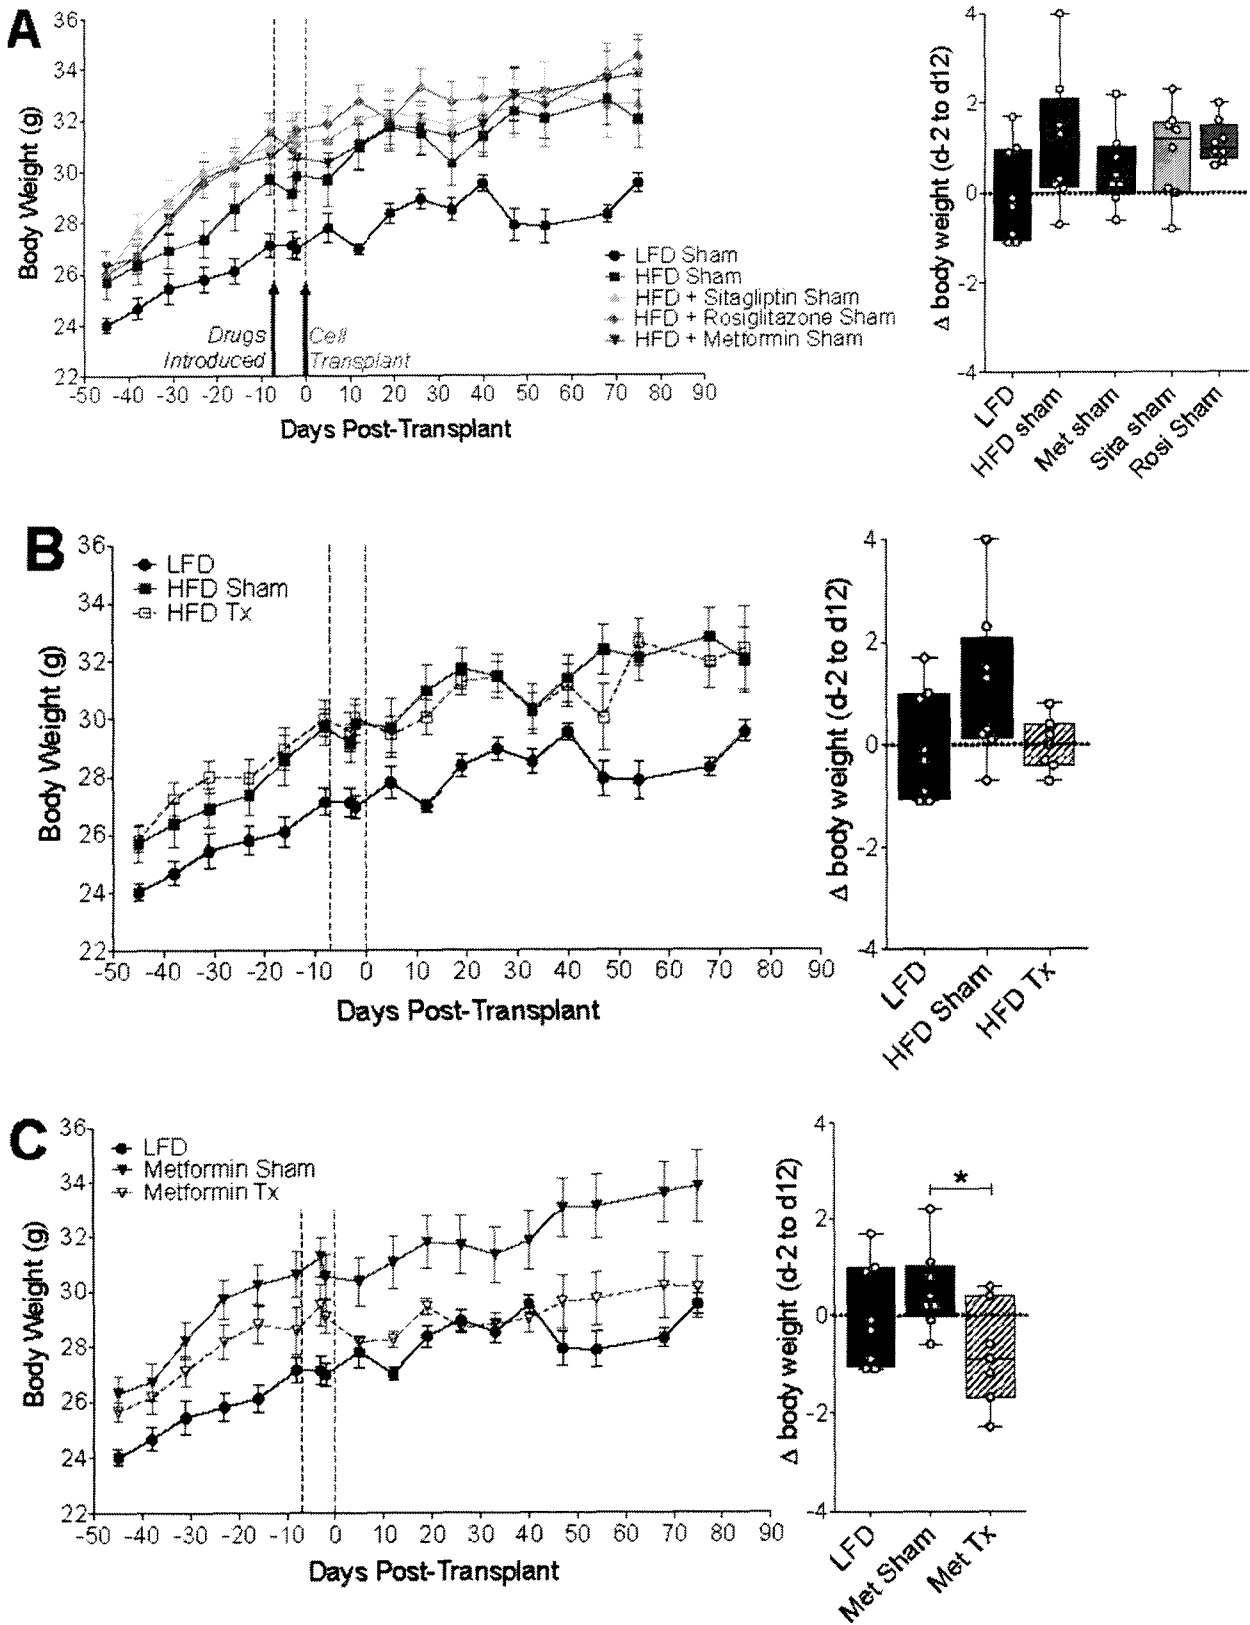 A
36
34
32
30
28
26
24
22
Body Weight (g)
LFD Sham
HFD Sham
HFD + Sitagliptin Sham
HFD + Rosiglitazone Sham
HFD + Metformin Sham
Drugs
Introduced
Cell
Transplant
-50 -40 -30 -20 -10 0 10 20 30 40 50 60 70 80 90
Days Post-Transplant
4
2
0
-2
-4
Δ body weight (d-2 to d12)
LFD
HFD sham
Met sham
Sita sham
Rosi Sham
B
36
34
32
30
28
26
24
22
Body Weight (g)
LFD
HFD Sham
HFD Tx
-50 -40 -30 -20 -10 0 10 20 30 40 50 60 70 80 90
Days Post-Transplant
4
2
0
-2
-4
Δ body weight (d-2 to d12)
LFD
HFD Sham
HFD Tx
C
36
34
32
30
28
26
24
22
Body Weight (g)
LFD
Metformin Sham
Metformin Tx
-50 -40 -30 -20 -10 0 10 20 30 40 50 60 70 80 90
Days Post-Transplant
4
2
0
-2
-4
Δ body weight (d-2 to d12)
*
LFD
Met Sham
Met Tx